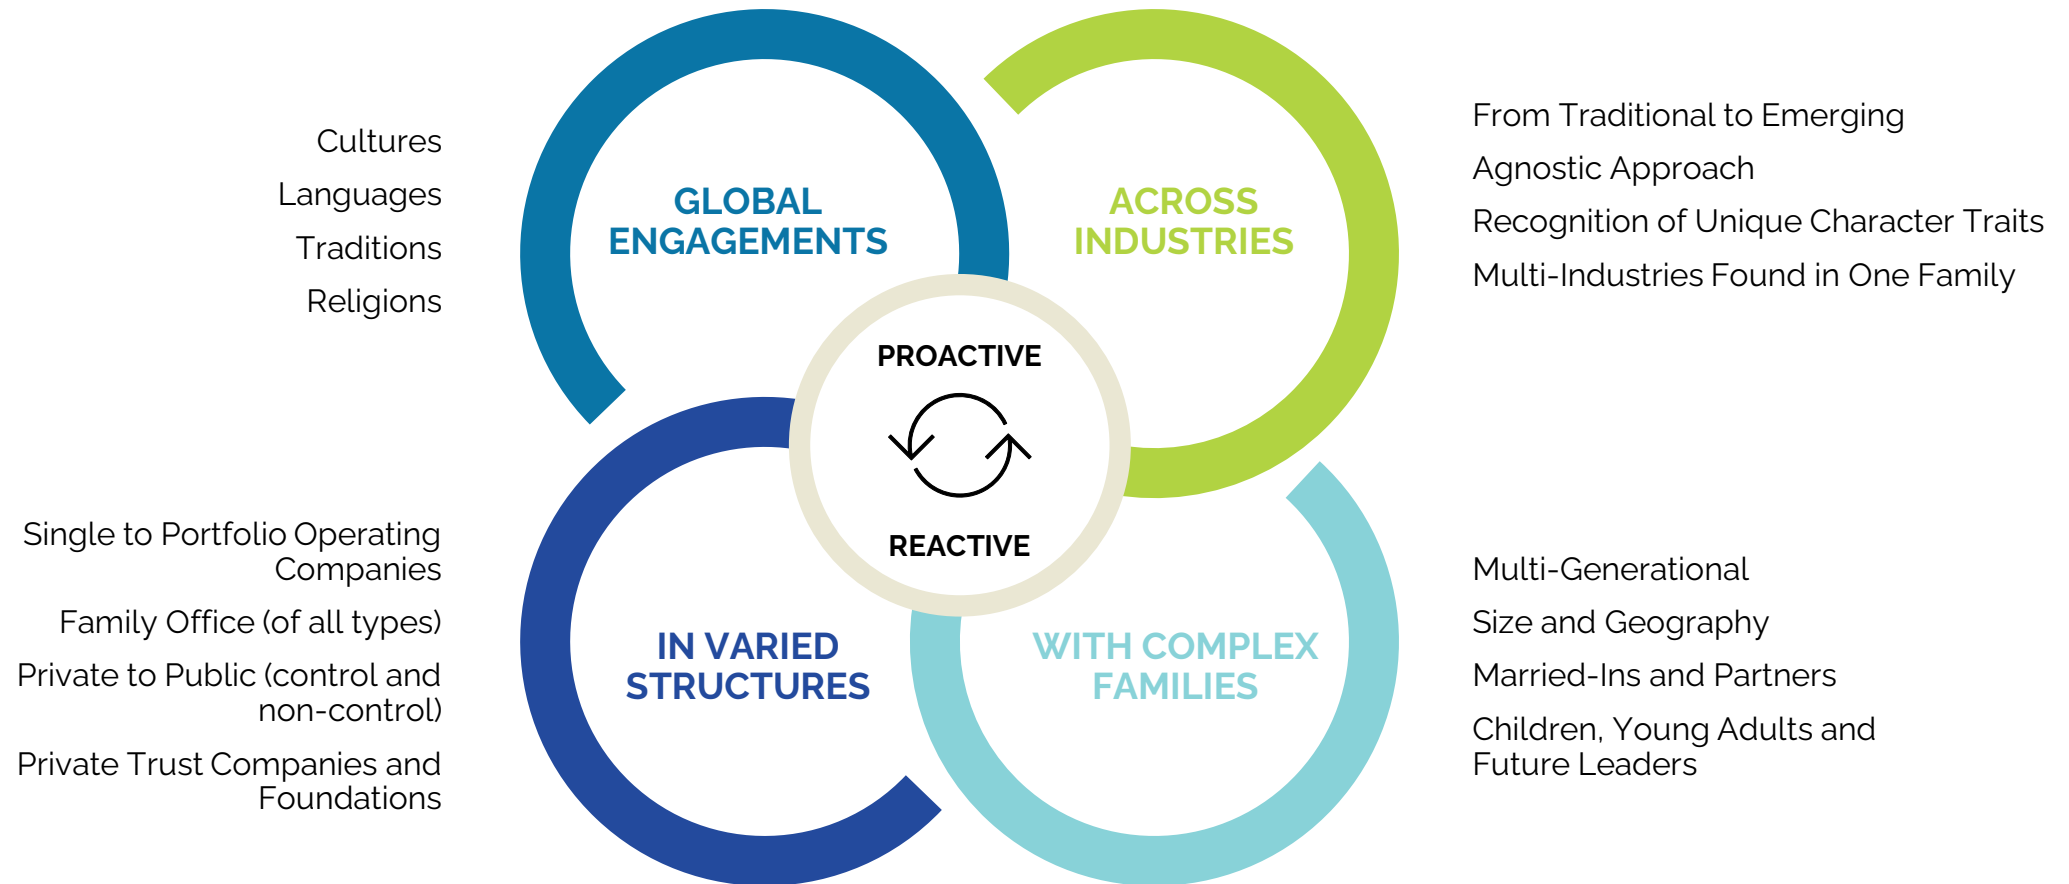 Cultures
Languages
Traditions
Religions
GLOBAL
ENGAGEMENTS
ACROSS
INDUSTRIES
From Traditional to Emerging
Agnostic Approach
Recognition of Unique Character Traits
Multi-Industries Found in One Family
PROACTIVE
REACTIVE
Single to Portfolio Operating
Companies
Family Office (of all types)
Private to Public (control and
non-control)
Private Trust Companies and
Foundations
IN VARIED
STRUCTURES
WITH COMPLEX
FAMILIES
Multi-Generational
Size and Geography
Married-Ins and Partners
Children, Young Adults and
Future Leaders